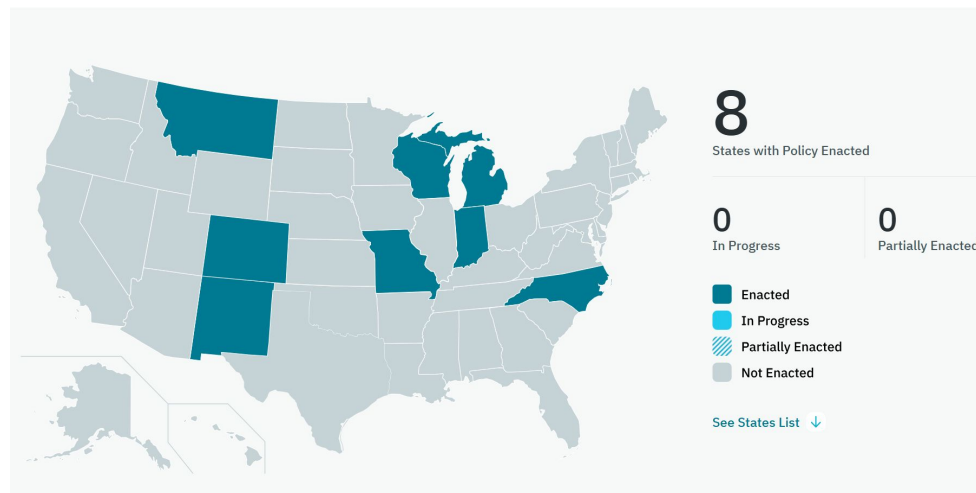 8
States with Policy Enacted
0
In Progress
0
Partially Enacted
Enacted
In Progress
Partially Enacted
Not Enacted
See States List